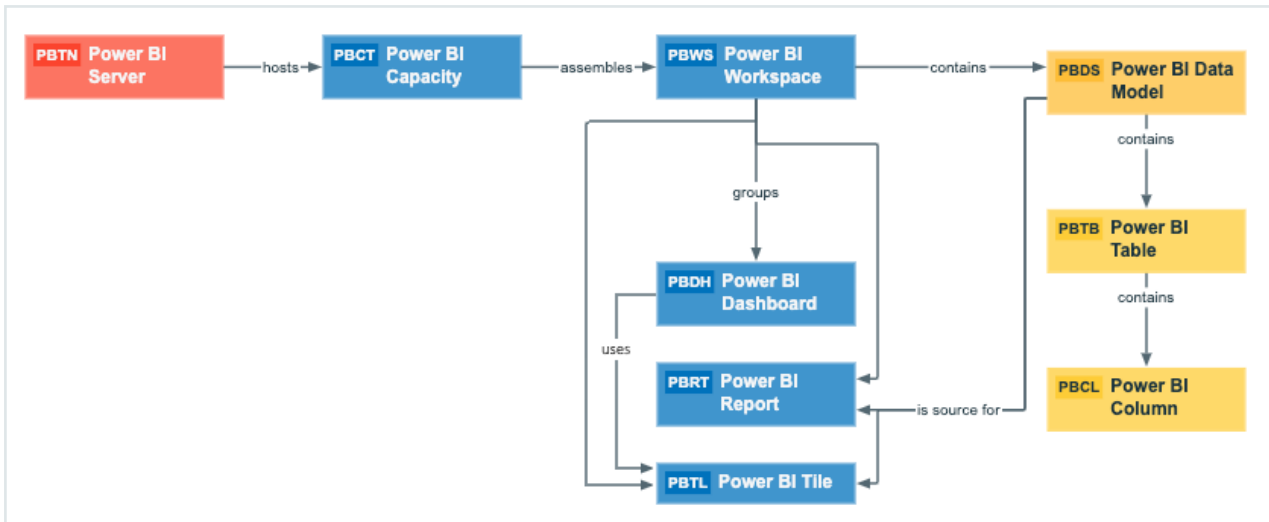 PBTN Power BI
Server
hosts
PBCT Power BI
Capacity
assembles
PBWS Power BI
Workspace
contains
PBDS Power BI Data
Model
contains
groups
PBTB Power BI
Table
PBDH Power BI
Dashboard
contains
uses
PBRT Power BI
Report
is source for
PBCL Power BI
Column
PBTL Power BI Tile